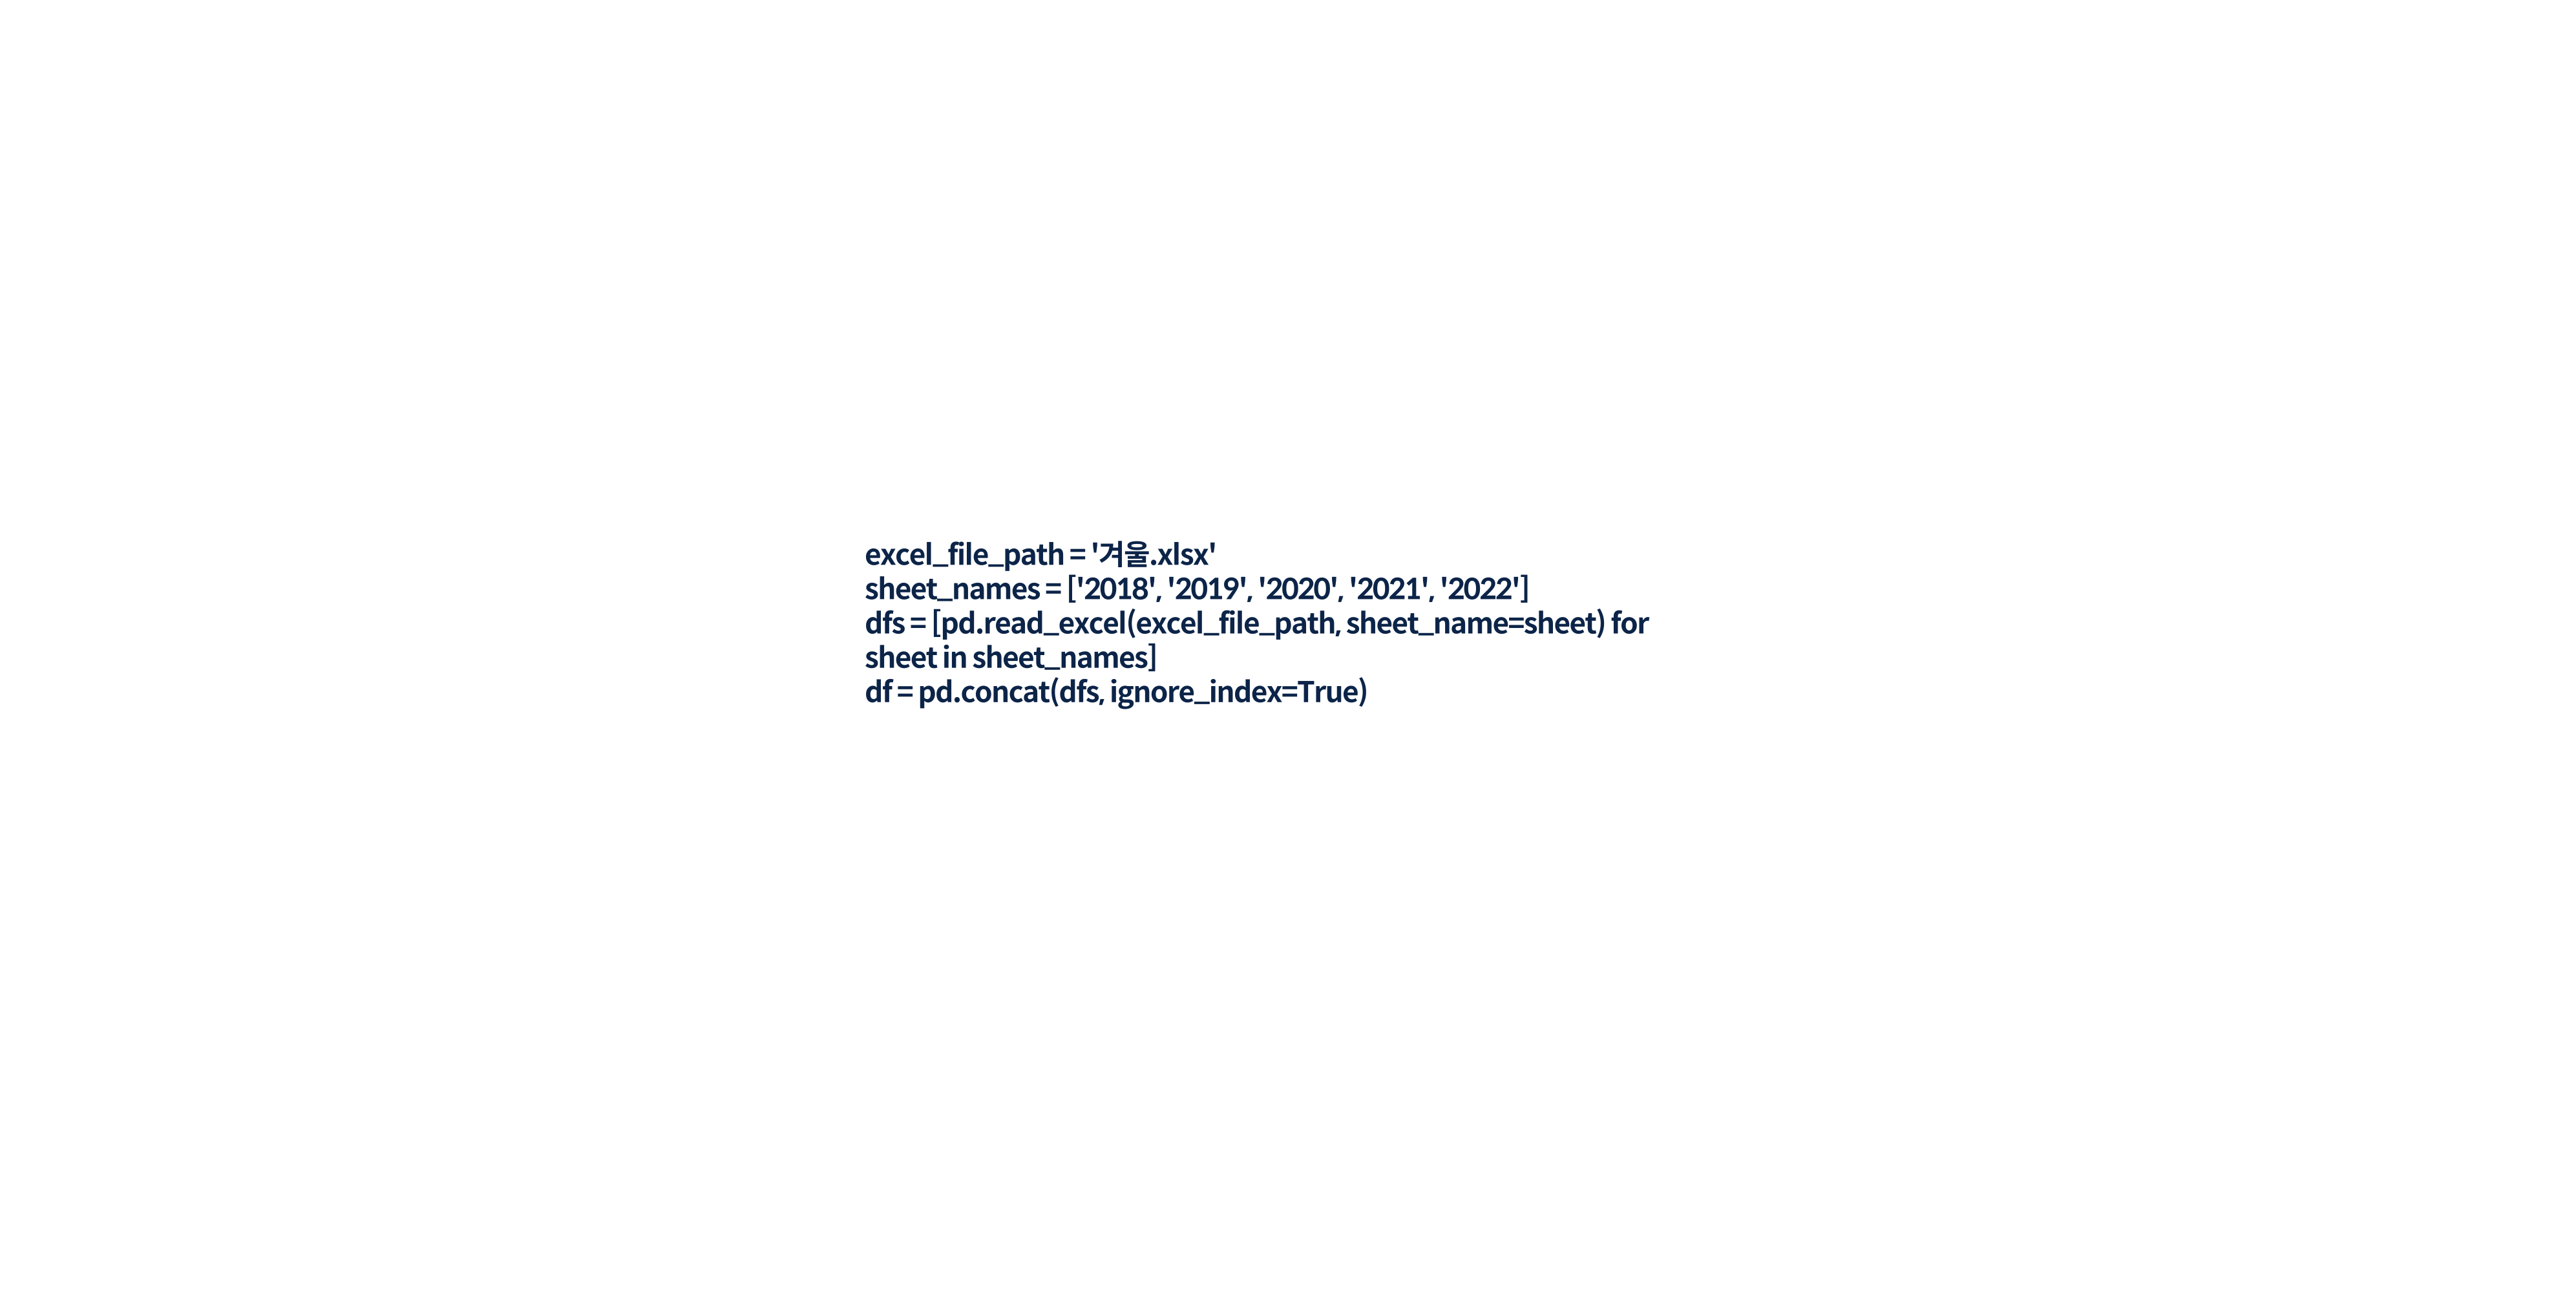 excel_file_path = '겨울.xlsx'
sheet_names = ['2018', '2019', '2020', '2021', '2022']
dfs = [pd.read_excel(excel_file_path, sheet_name=sheet) for
sheet in sheet_names]
df = pd.concat(dfs, ignore_index=True)